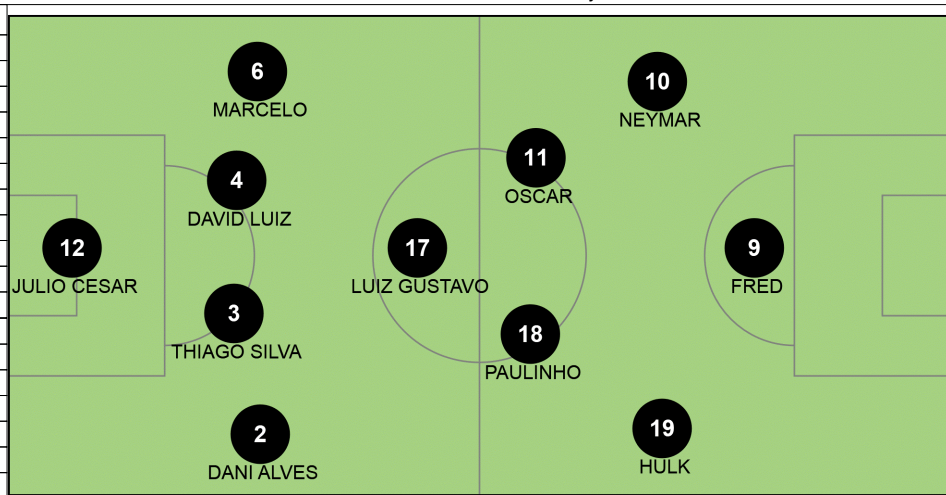 6
MARCELO
10
NEYMAR
11
OSCAR
4
DAVID LUIZ
12
JULIO CESAR
17
LUIZ GUSTAVO
9
FRED
3
THIAGO SILVA
18
PAULINHO
2
DANI ALVES
19
HULK